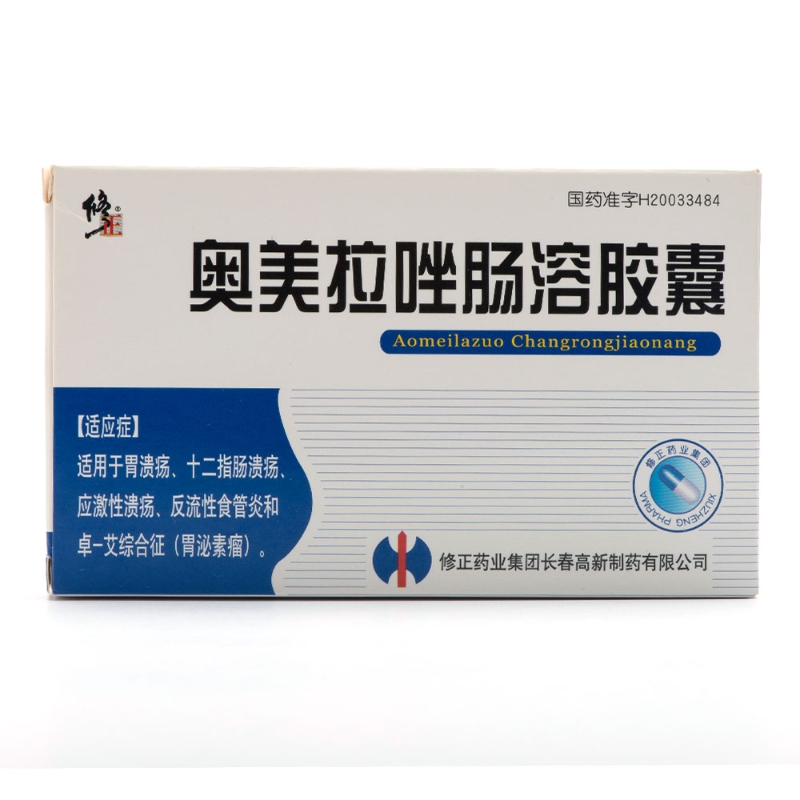 修正®
国药准字H20033484
奥美拉唑肠溶胶囊
Aomeilazuo Changrongjiaonang
【适应症】
适用于胃溃疡、十二指肠溃疡、
应激性溃疡、反流性食管炎和
卓-艾综合征（胃泌素瘤）。
修正药业集团
XIUZHENG PHARMA
修正药业集团长春高新制药有限公司